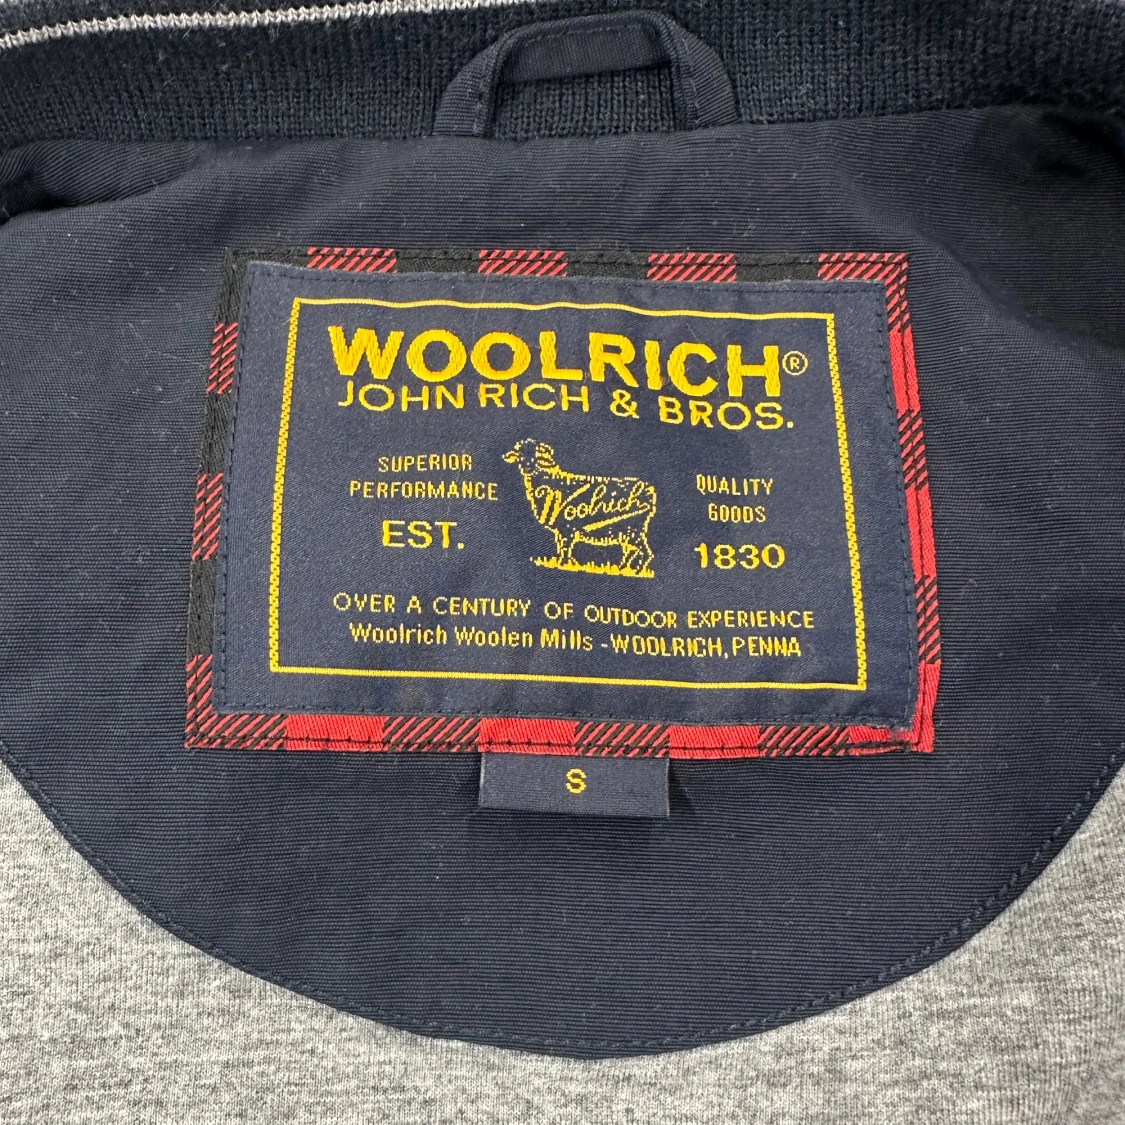 WOOLRICH®
JOHN RICH & BROS.
SUPERIOR
PERFORMANCE
EST.
Woolrich
QUALITY
GOODS
1830
OVER A CENTURY OF OUTDOOR EXPERIENCE
Woolrich Woolen Mills -WOOLRICH, PENNA
S